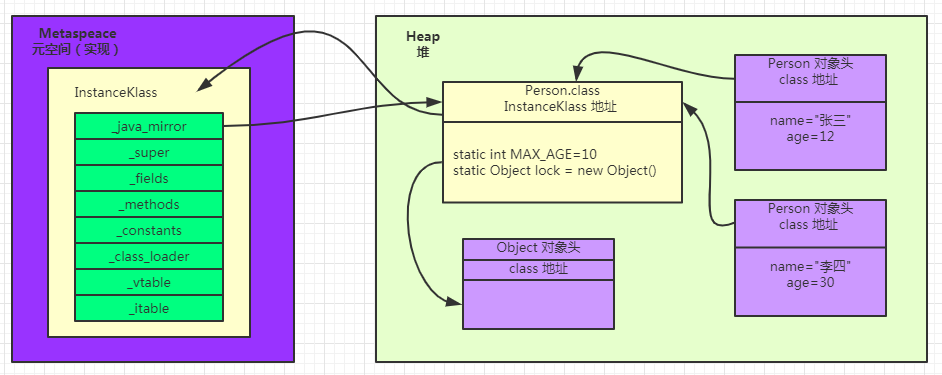 Metaspeace
元空间（实现）
InstanceKlass
_java_mirror
_super
_fields
_methods
_constants
_class_loader
_vtable
_itable
Heap
堆
Person.class
InstanceKlass 地址
static int MAX_AGE=10
static Object lock = new Object()
Object 对象头
class 地址
Person 对象头
class 地址
name="张三"
age=12
Person 对象头
class 地址
name="李四"
age=30